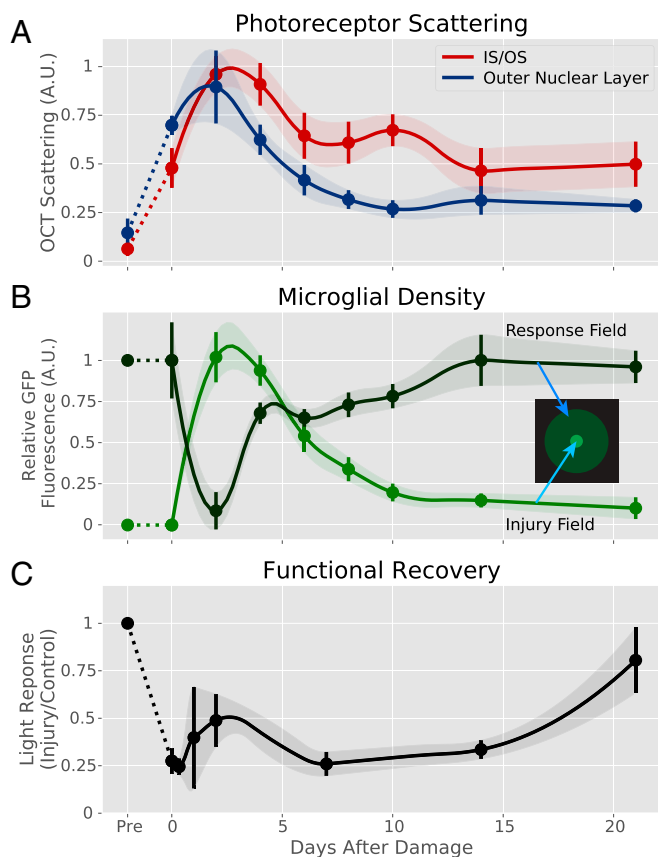 A
Photoreceptor Scattering
OCT Scattering (A.U.)
1
0.75
0.5
0.25
0
IS/OS
Outer Nuclear Layer
B
Microglial Density
Relative GFP
Fluorescence (A.U.)
1
0.75
0.5
0.25
0
Response Field
Injury Field
C
Functional Recovery
Light Reponse
(Injury/Control)
1
0.75
0.5
0.25
0
Pre 0 5 10 15 20
Days After Damage